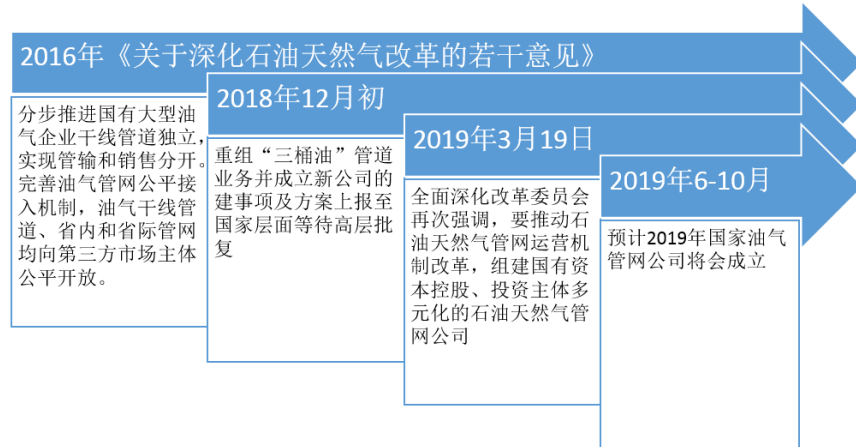 2016年《关于深化石油天然气改革的若干意见》
分步推进国有大型油
气企业干线管道独立，
实现管输和销售分开。
完善油气管网公平接
入机制，油气干线管
道、省内和省际管网
均向第三方市场主体
公平开放。
2018年12月初
重组“三桶油”管道
业务并成立新公司的
建事项及方案上报至
国家层面等待高层批
复
2019年3月19日
全面深化改革委员会
再次强调，要推动石
油天然气管网运营机
制改革，组建国有资
本控股、投资主体多
元化的石油天然气管
网公司
2019年6-10月
预计2019年国家油气
管网公司将会成立